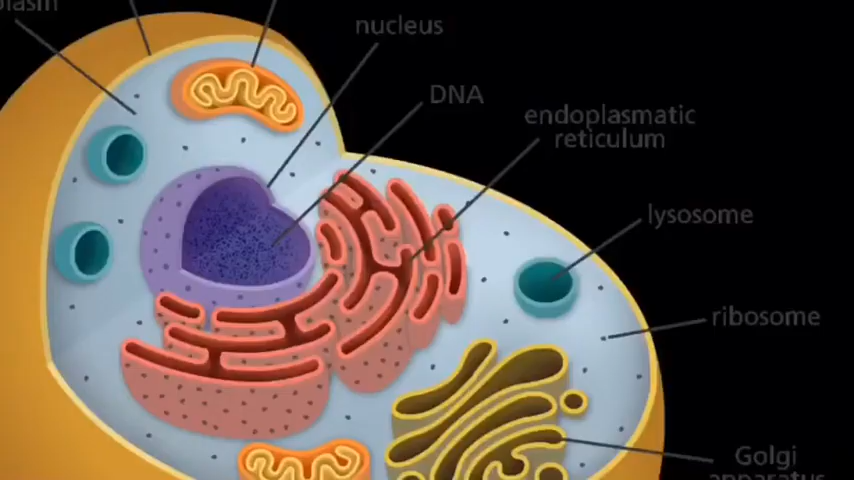 nucleus
DNA
endoplasmatic
reticulum
lysosome
ribosome
Golgi